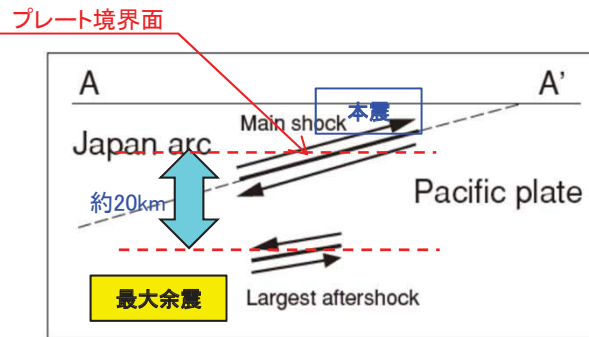 プレート境界面
A
A'
本震
Main shock
Japan arc
Pacific plate
約20km
最大余震
Largest aftershock